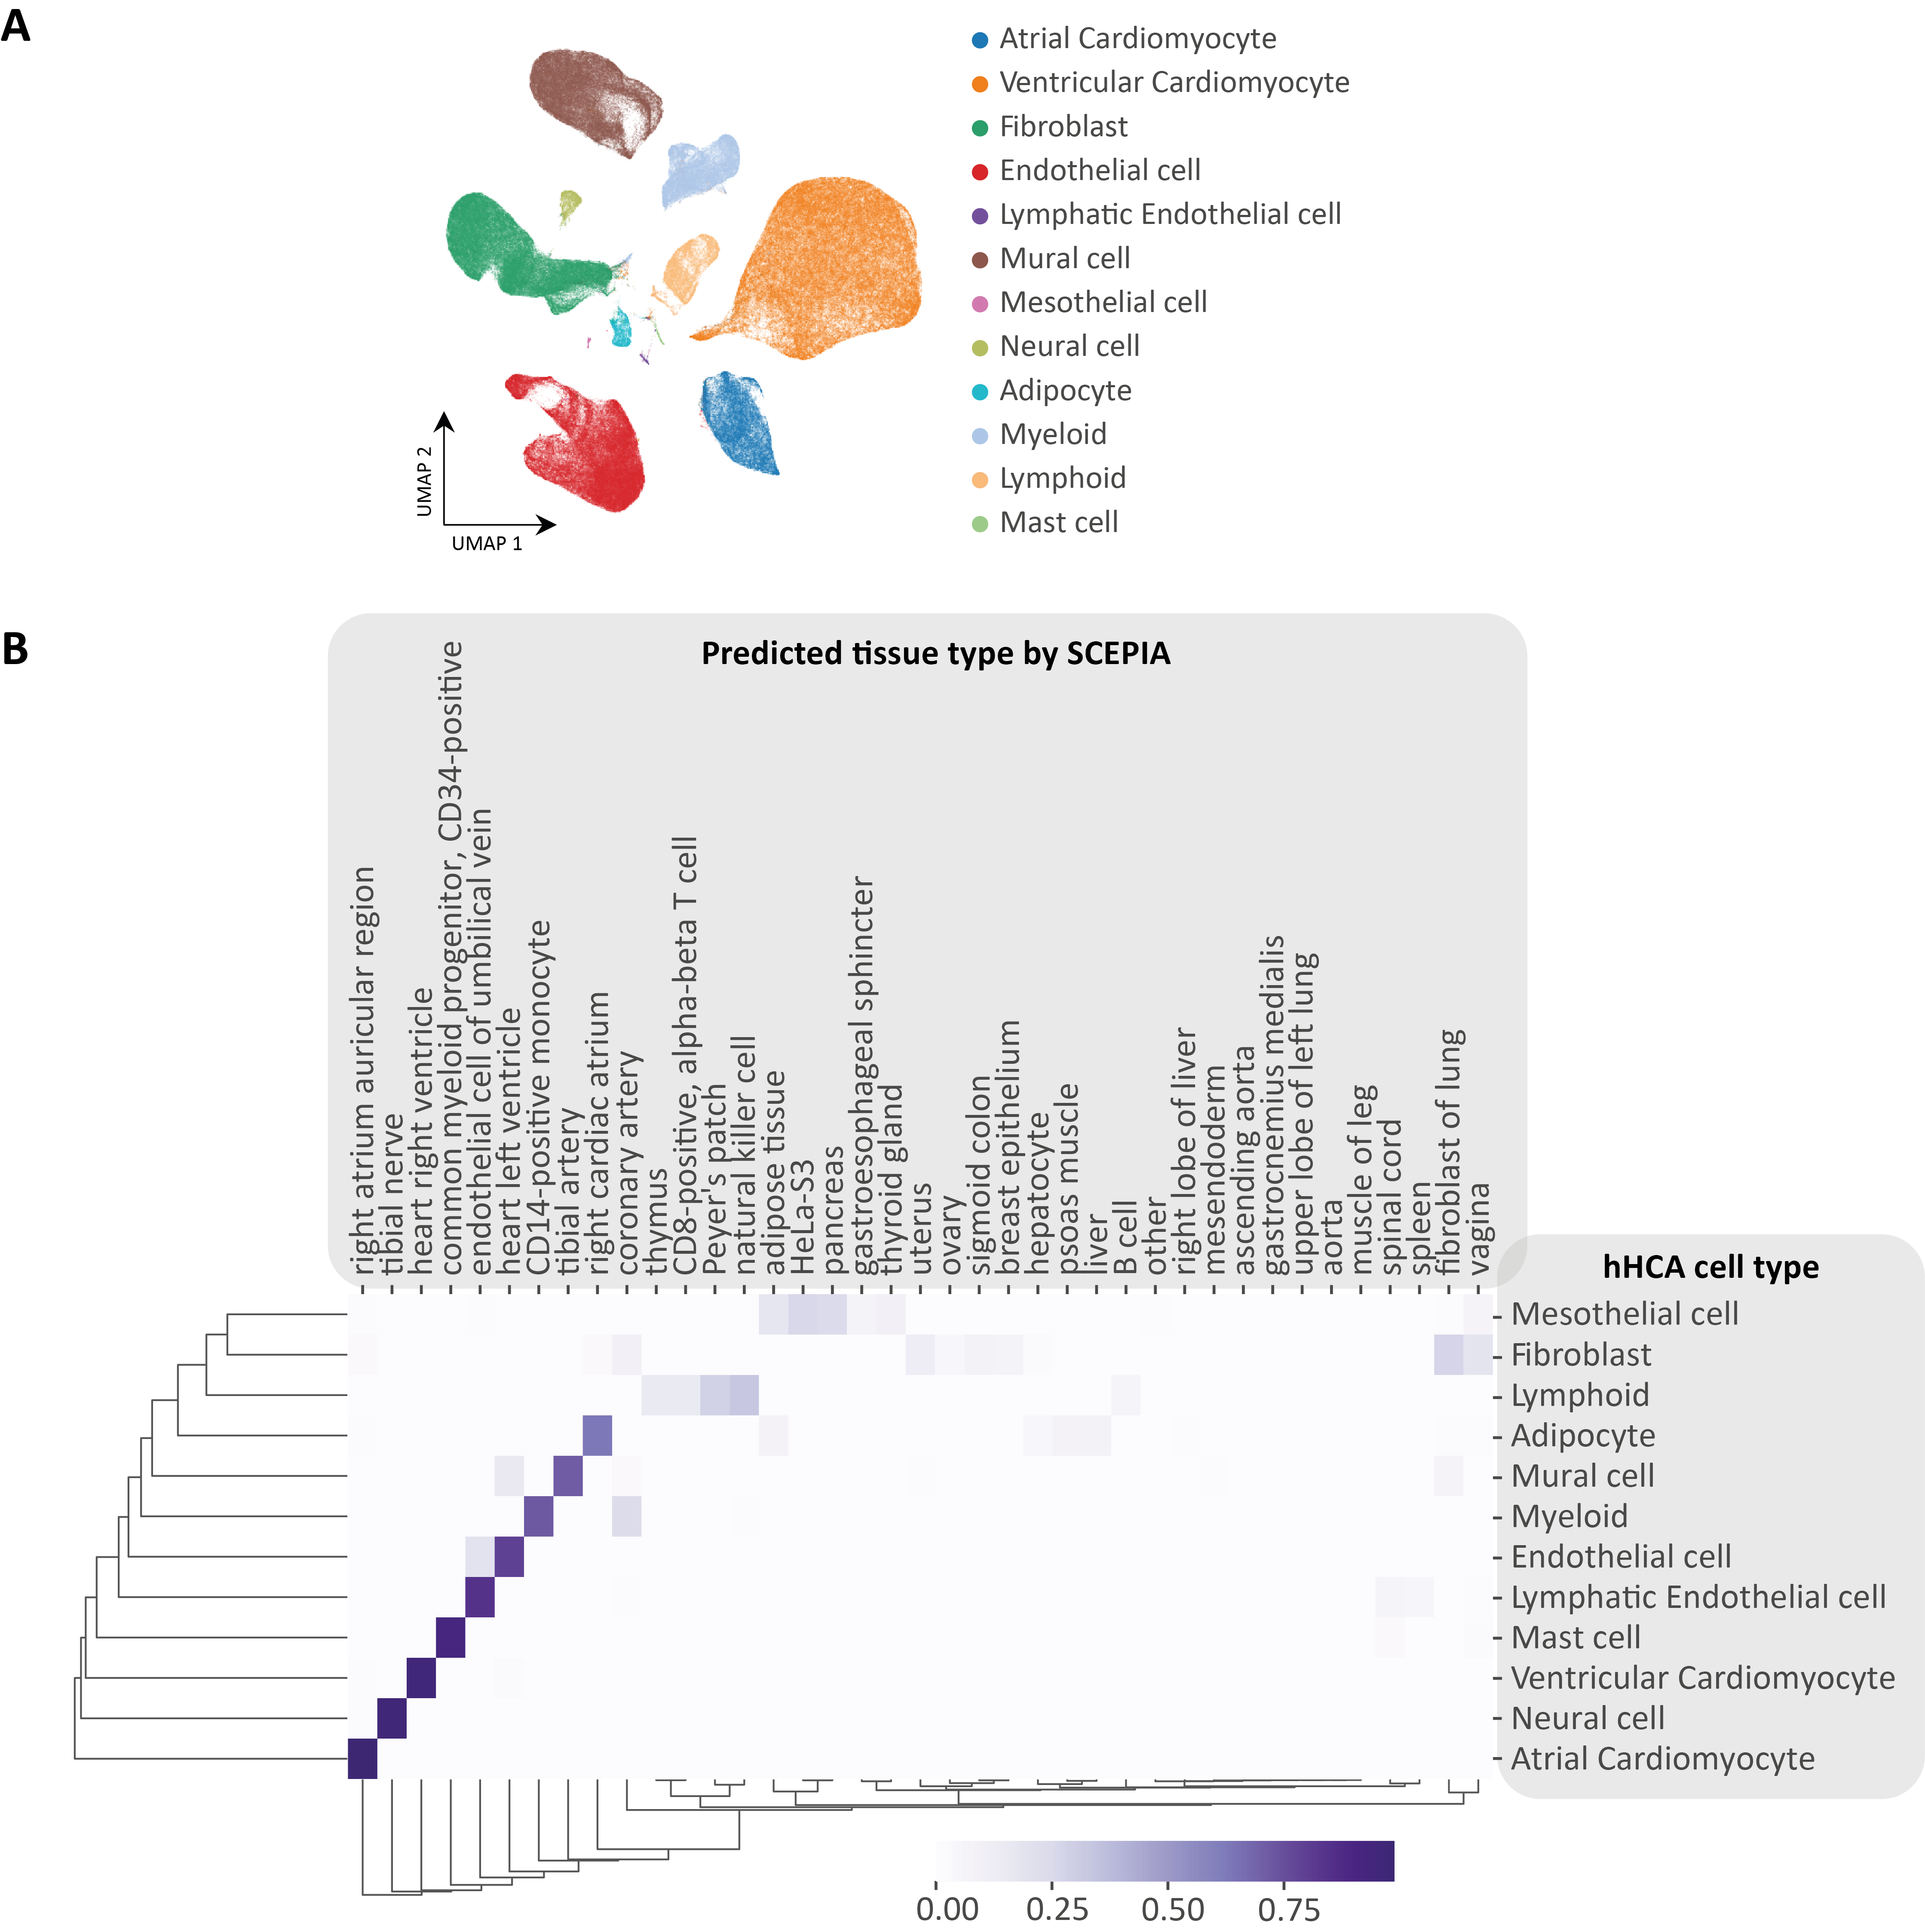 A
Atrial Cardiomyocyte
Ventricular Cardiomyocyte
Fibroblast
Endothelial cell
Lymphatic Endothelial cell
Mural cell
Mesothelial cell
Neural cell
Adipocyte
Myeloid
Lymphoid
Mast cell
UMAP 2
UMAP 1
B
Predicted tissue type by SCEPIA
right atrium auricular region
tibial nerve
heart right ventricle
common myeloid progenitor, CD34-positive
endothelial cell of umbilical vein
heart left ventricle
CD14-positive monocyte
tibial artery
right cardiac atrium
coronary artery
thymus
CD8-positive, alpha-beta T cell
Peyer's patch
natural killer cell
adipose tissue
HeLa-S3
pancreas
gastroesophageal sphincter
thyroid gland
uterus
ovary
sigmoid colon
breast epithelium
hepatocyte
psoas muscle
liver
B cell
other
right lobe of liver
mesendoderm
ascending aorta
gastrocnemius medialis
upper lobe of left lung
aorta
muscle of leg
spinal cord
spleen
fibroblast of lung
vagina
hHCA cell type
Mesothelial cell
Fibroblast
Lymphoid
Adipocyte
Mural cell
Myeloid
Endothelial cell
Lymphatic Endothelial cell
Mast cell
Ventricular Cardiomyocyte
Neural cell
Atrial Cardiomyocyte
0.00 0.25 0.50 0.75